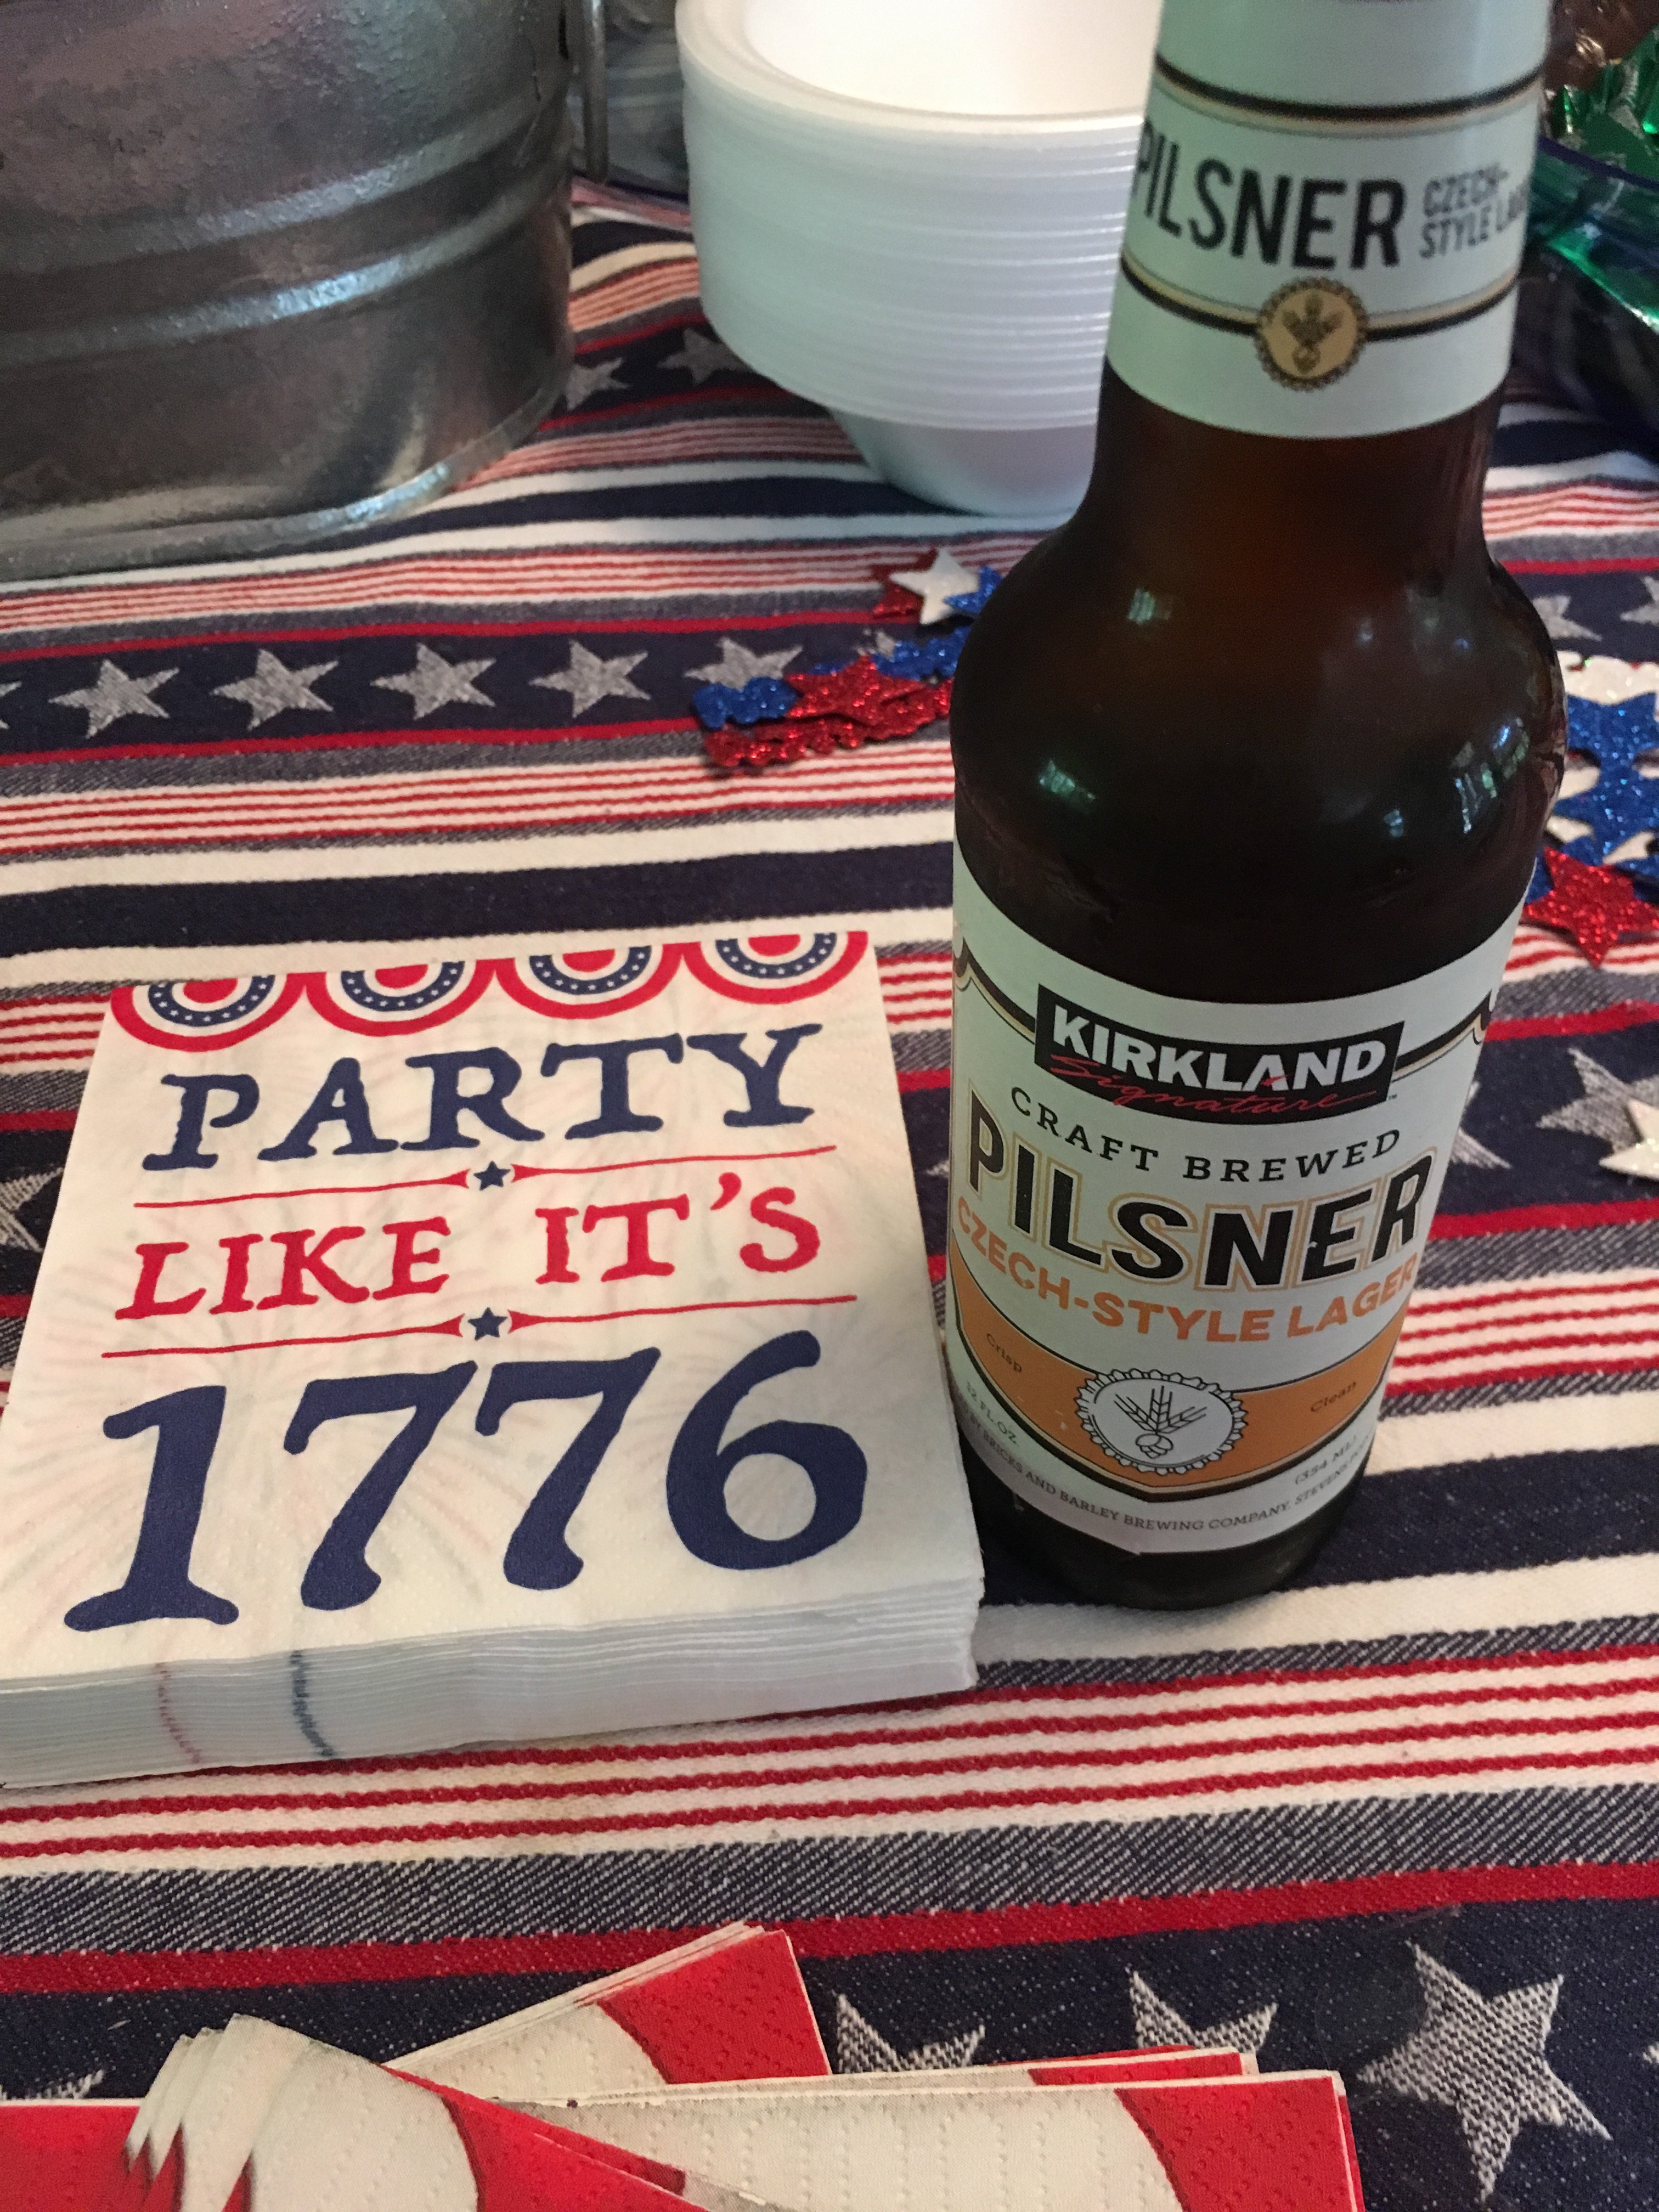 PILSNER CZECH-
STYLE
PARTY
LIKE IT'S
1776
KIRKLAND
Signature
CRAFT BREWED
PILSNER
CZECH-STYLE LAGER
Crisp
Clean
12 FL OZ
(354 ML)
BRICKS AND BARLEY BREWING COMPANY, STEVENS